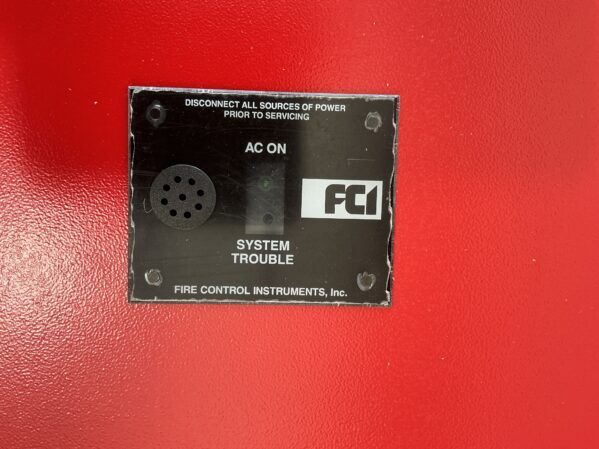 DISCONNECT ALL SOURCES OF POWER
PRIOR TO SERVICING
AC ON
FCI
SYSTEM
TROUBLE
FIRE CONTROL INSTRUMENTS, Inc.